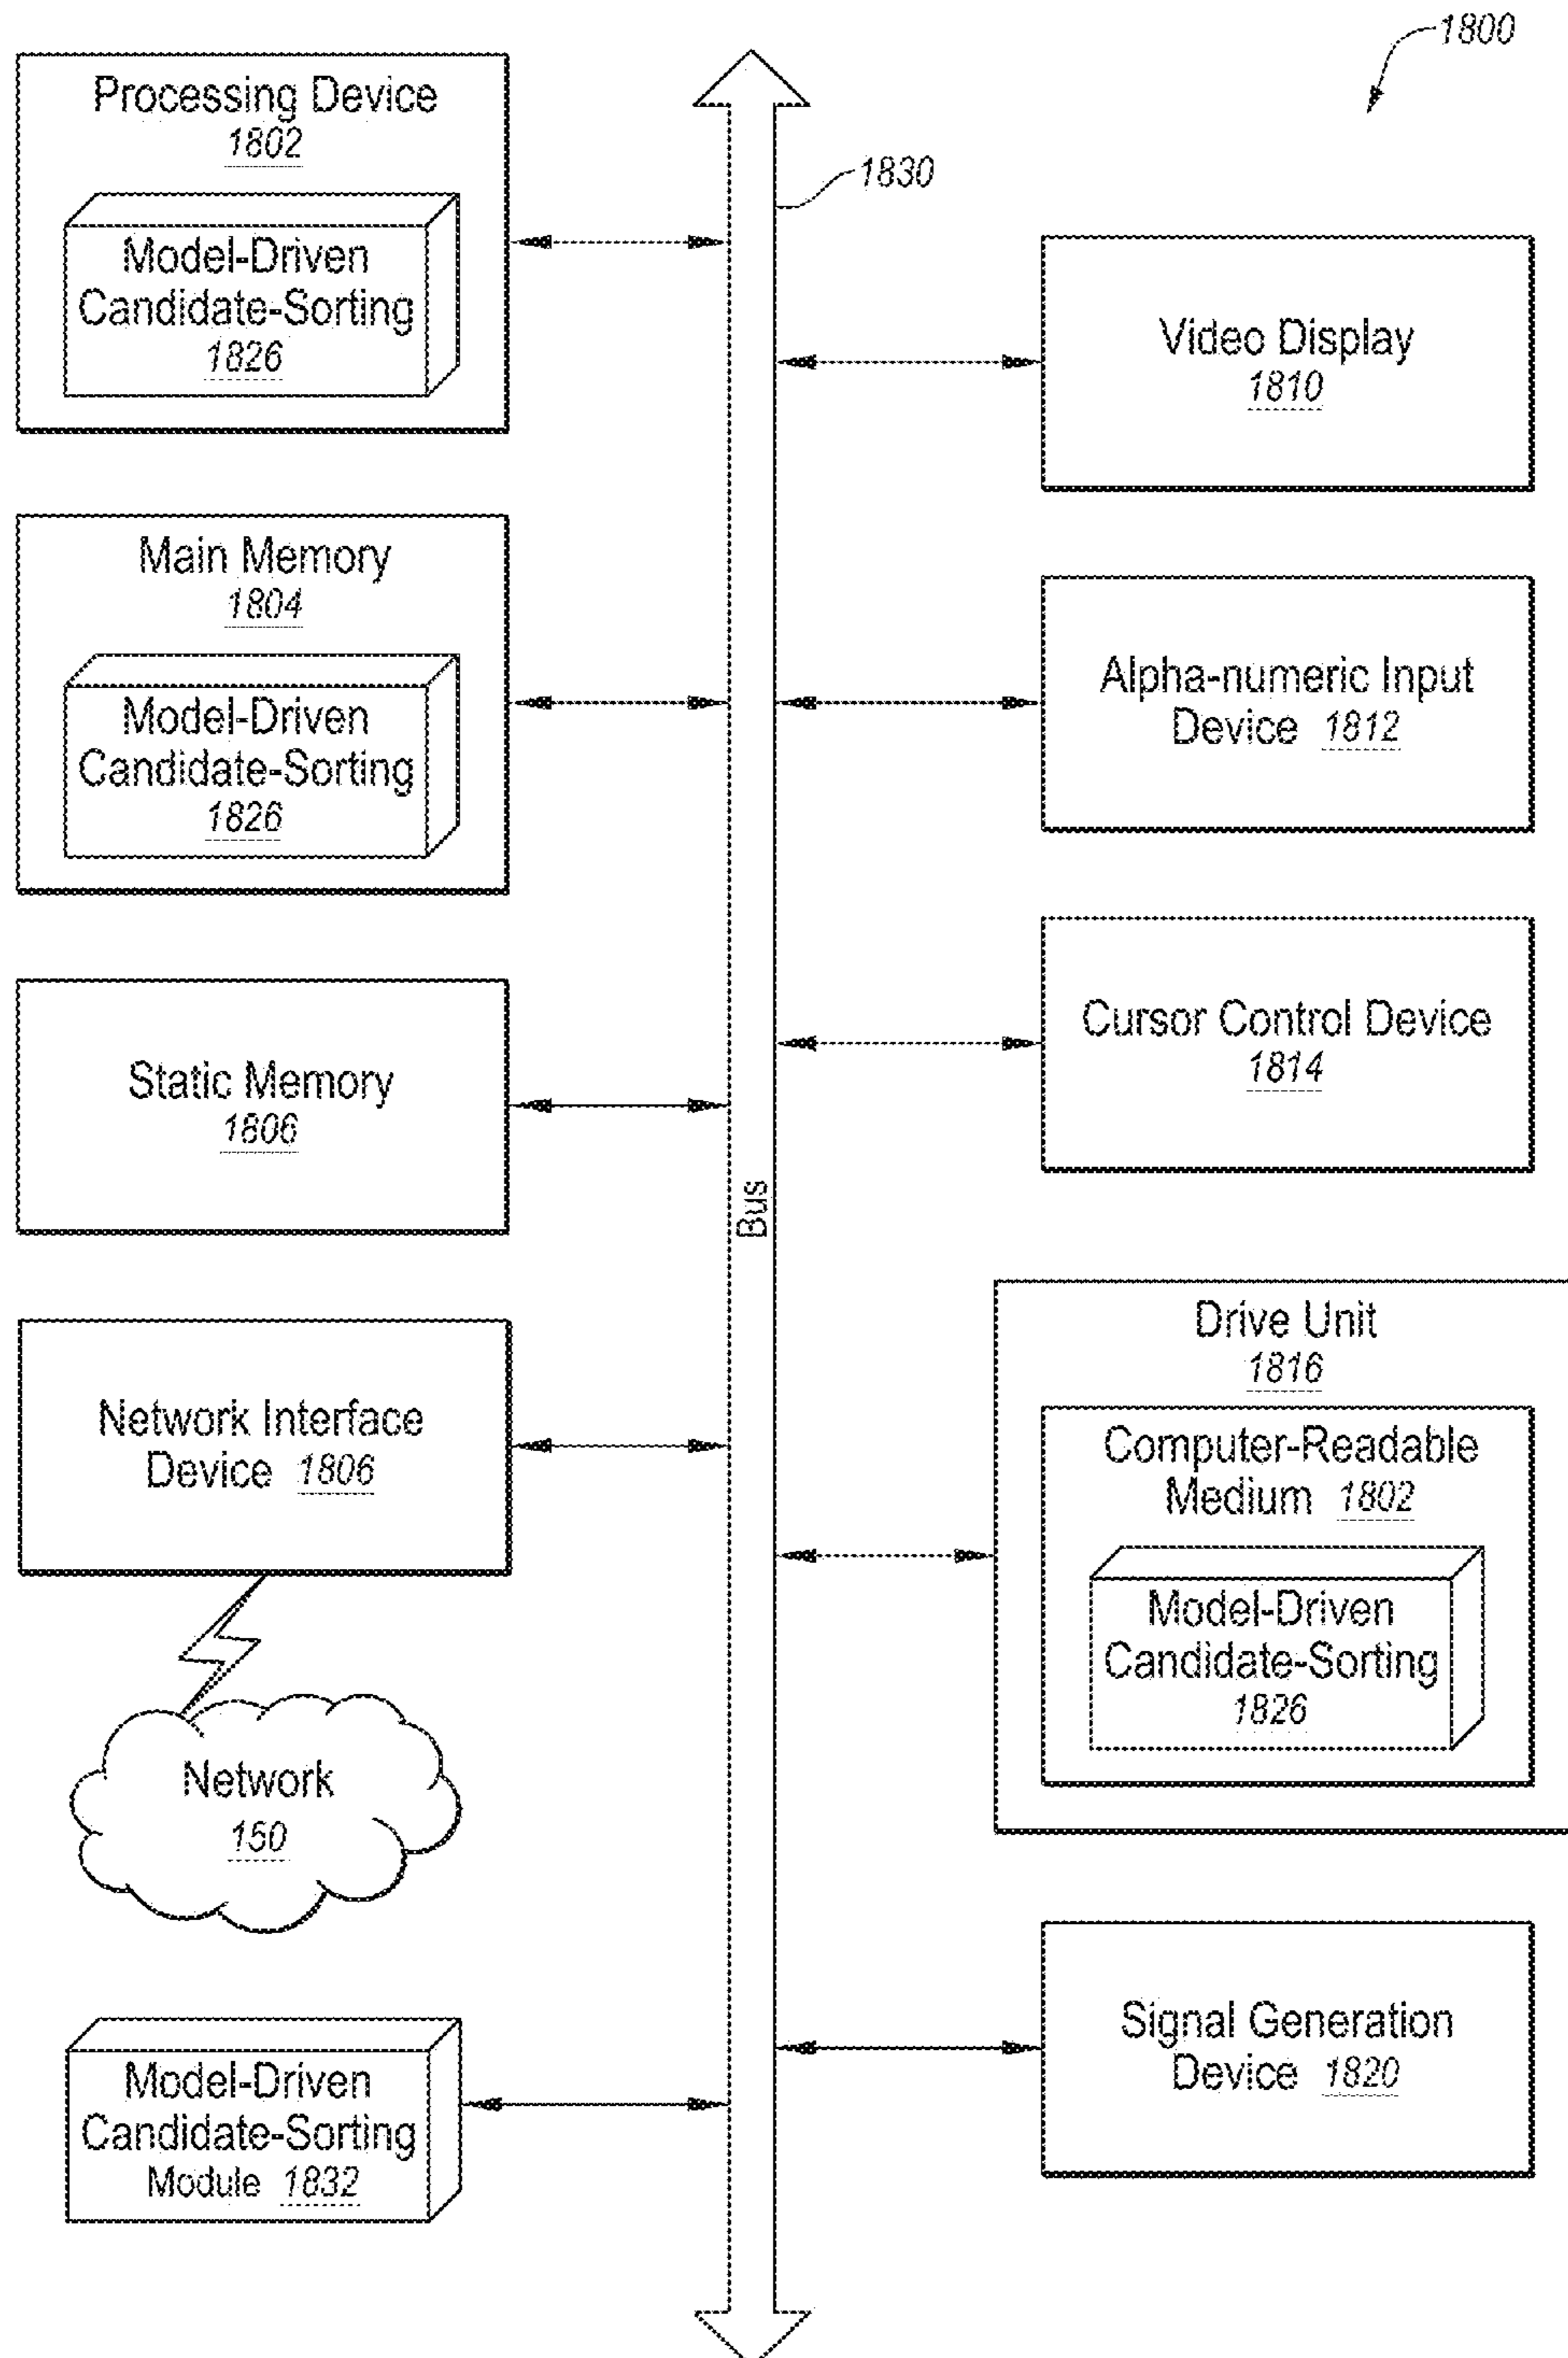 1800
Processing Device
1802
Model-Driven
Candidate-Sorting
1826
1830
Video Display
1810
Main Memory
1804
Model-Driven
Candidate-Sorting
1826
Alpha-numeric Input
Device 1812
Cursor Control Device
1814
Static Memory
1806
Bus
Network Interface
Device 1806
Drive Unit
1816
Computer-Readable
Medium 1802
Model-Driven
Candidate-Sorting
1826
Network
150
Signal Generation
Device 1820
Model-Driven
Candidate-Sorting
Module 1832